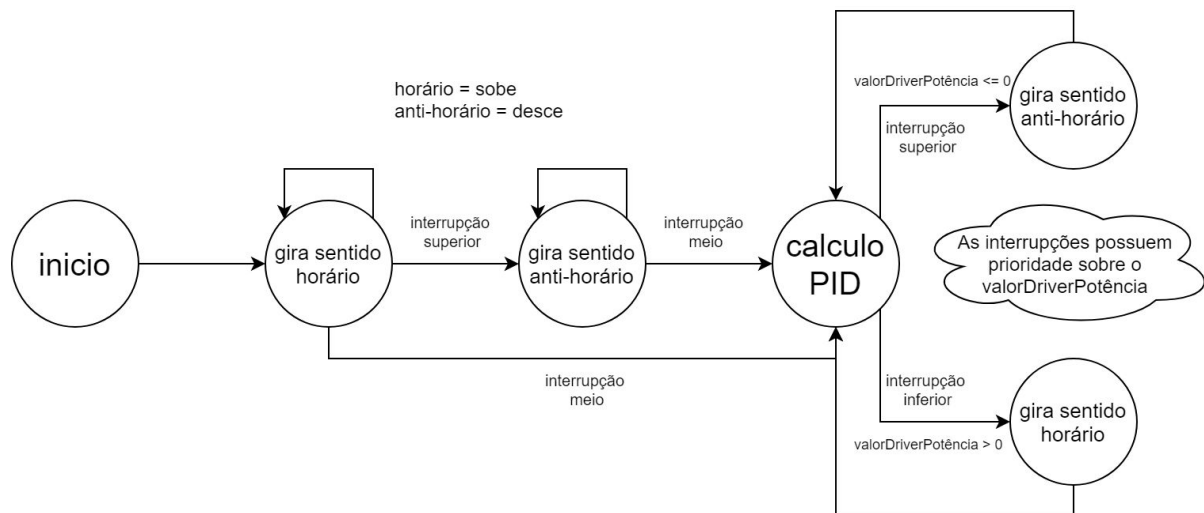 horário = sobe
anti-horário = desce
inicio
gira sentido
horário
interrupção
superior
gira sentido
anti-horário
interrupção
meio
interrupção
meio
calculo
PID
valorDriverPotência <= 0
interrupção
superior
gira sentido
anti-horário
As interrupções possuem
prioridade sobre o
valorDriverPotência
interrupção
inferior
valorDriverPotência > 0
gira sentido
horário